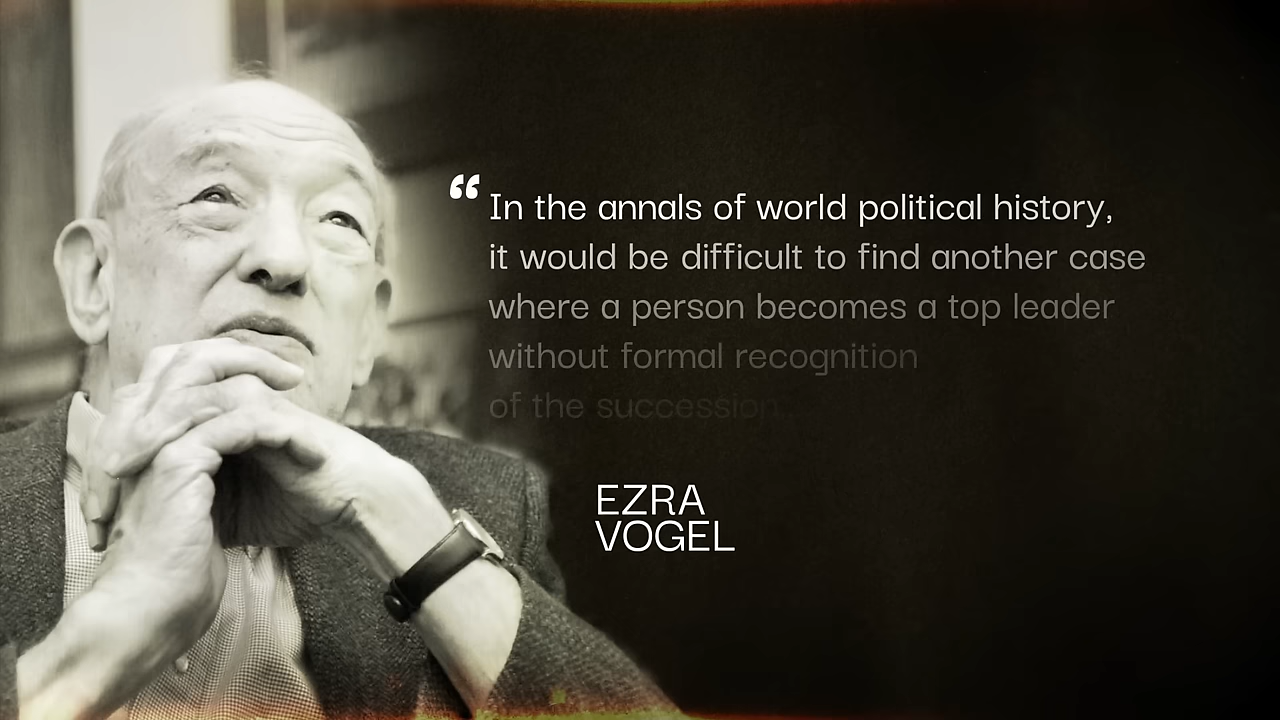 “ In the annals of world political history,
it would be difficult to find another case
where a person becomes a top leader
without formal recognition
of the succession
EZRA
VOGEL